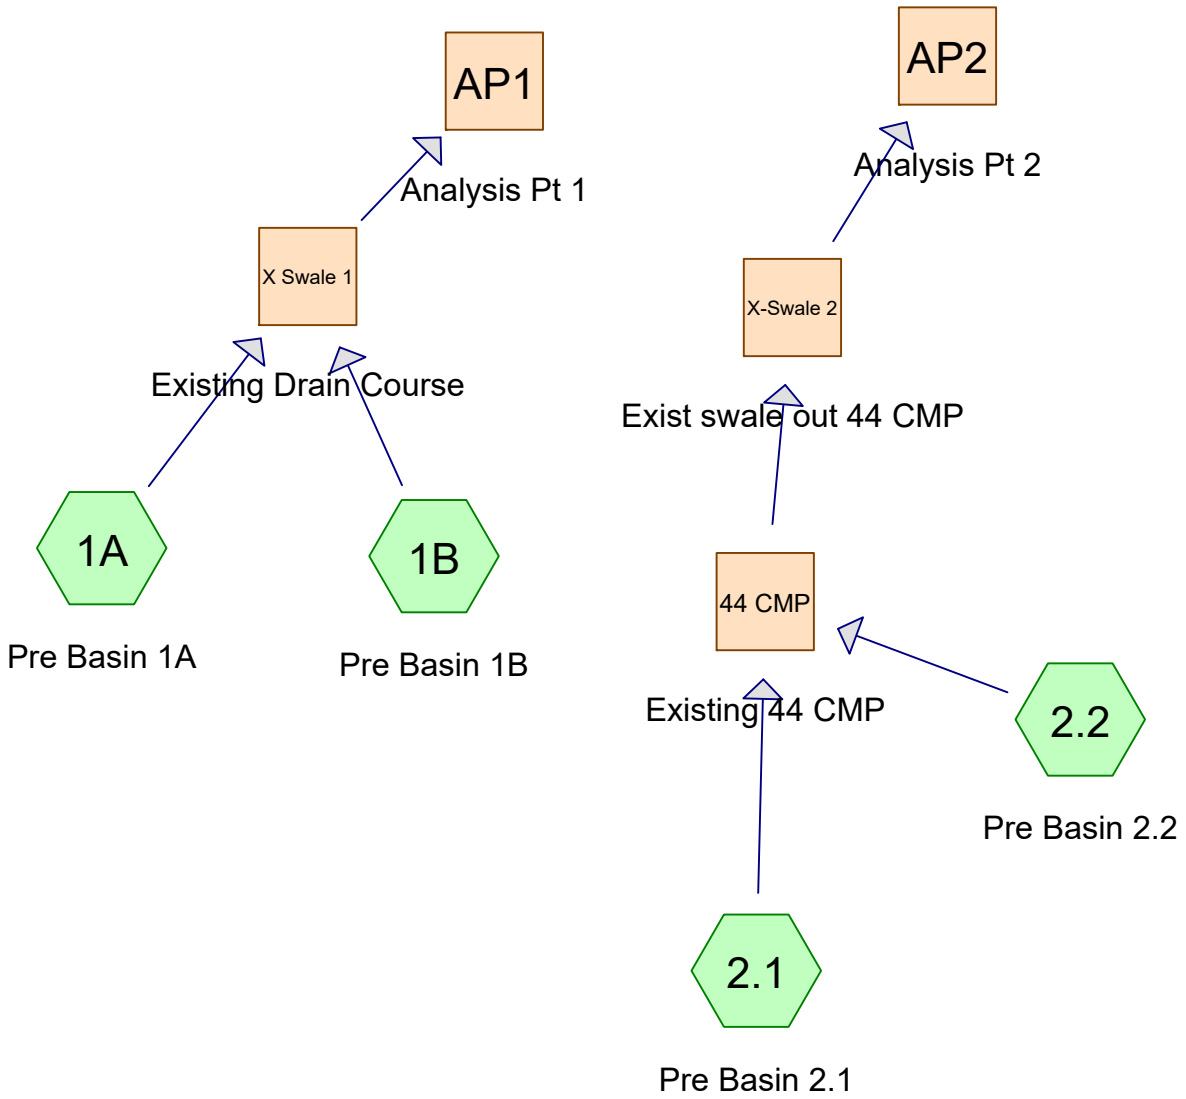 AP1
Analysis Pt 1
X Swale 1
Existing Drain Course
1A
Pre Basin 1A
1B
Pre Basin 1B
AP2
Analysis Pt 2
X-Swale 2
Exist swale out 44 CMP
44 CMP
Existing 44 CMP
2.2
Pre Basin 2.2
2.1
Pre Basin 2.1